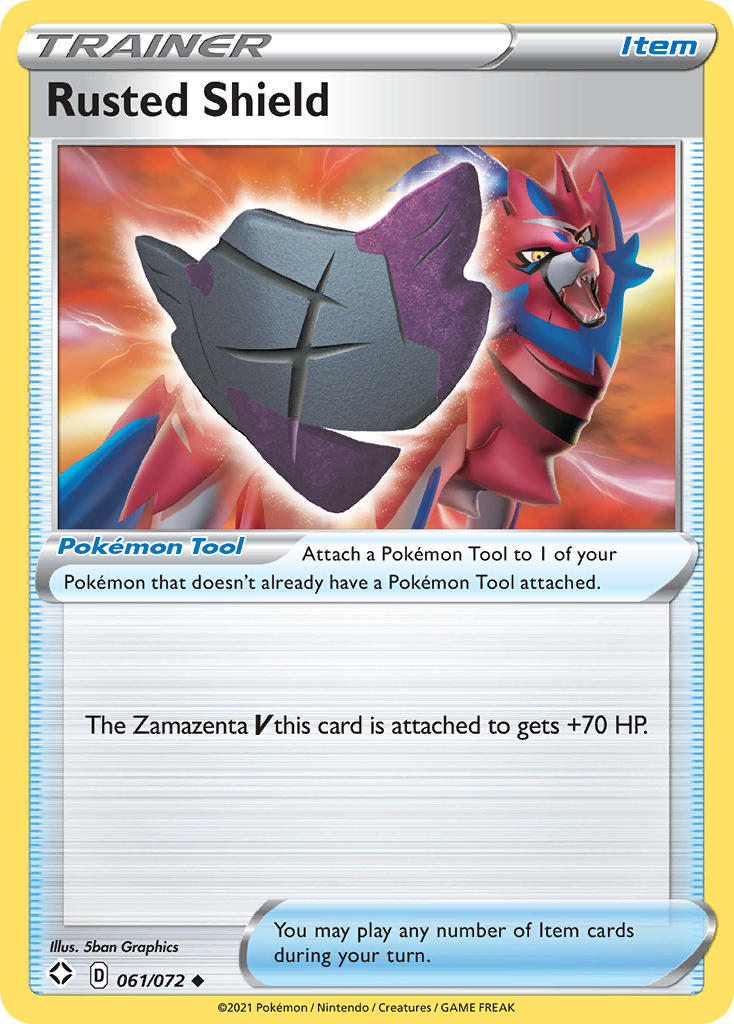 TRAINER
Item
Rusted Shield
Pokémon Tool
Attach a Pokémon Tool to 1 of your
Pokémon that doesn't already have a Pokémon Tool attached.
The Zamazenta V this card is attached to gets +70 HP.
You may play any number of Item cards
during your turn.
Illus. 5ban Graphics
D 061/072 ◆
©2021 Pokémon / Nintendo / Creatures / GAME FREAK